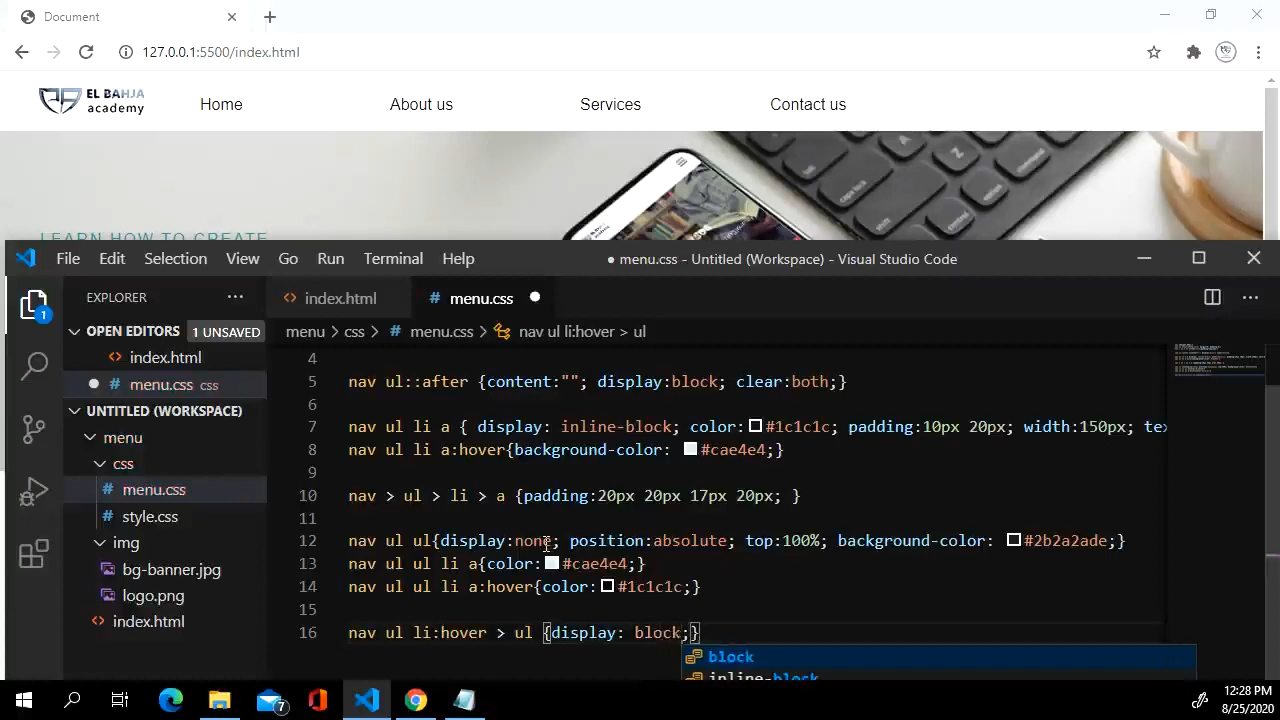 Document
127.0.0.1:5500/index.html
EL BAHJA
academy
Home
About us
Services
Contact us
LEARN HOW TO CREATE
File Edit Selection View Go Run Terminal Help
● menu.css - Untitled (Workspace) - Visual Studio Code
EXPLORER
index.html
menu.css
OPEN EDITORS 1 UNSAVED
menu > css > menu.css > nav ul li:hover > ul
index.html
menu.css css
UNTITLED (WORKSPACE)
menu
css
menu.css
style.css
img
bg-banner.jpg
logo.png
index.html
1
4
5 nav ul::after {content:""; display:block; clear:both;}
6
7 nav ul li a { display: inline-block; color: #1c1c1c; padding:10px 20px; width:150px; tex
8 nav ul li a:hover{background-color: #cae4e4;}
9
10 nav > ul > li > a {padding:20px 20px 17px 20px; }
11
12 nav ul ul{display:none; position:absolute; top:100%; background-color: #2b2a2ade;}
13 nav ul ul li a{color: #cae4e4;}
14 nav ul ul li a:hover{color: #1c1c1c;}
15
16 nav ul li:hover > ul {display: block;}
block
inline-block
7
12:28 PM
8/25/2020